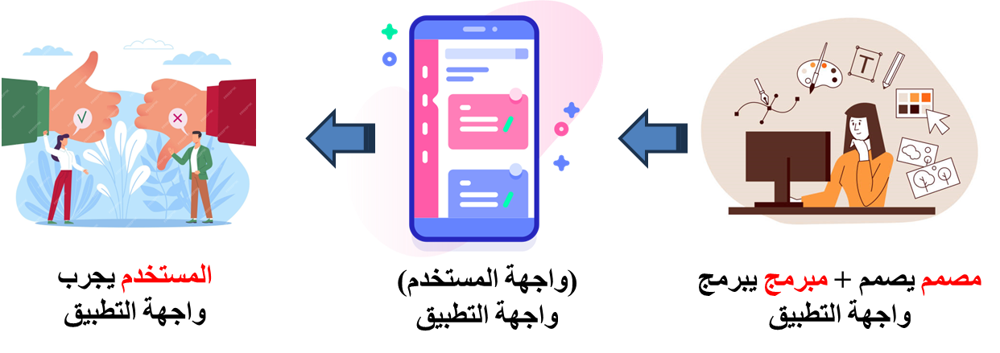 مصمم يصمم + مبرمج يبرمج
واجهة التطبيق
(واجهة المستخدم)
واجهة التطبيق
المستخدم يجرب
واجهة التطبيق
T